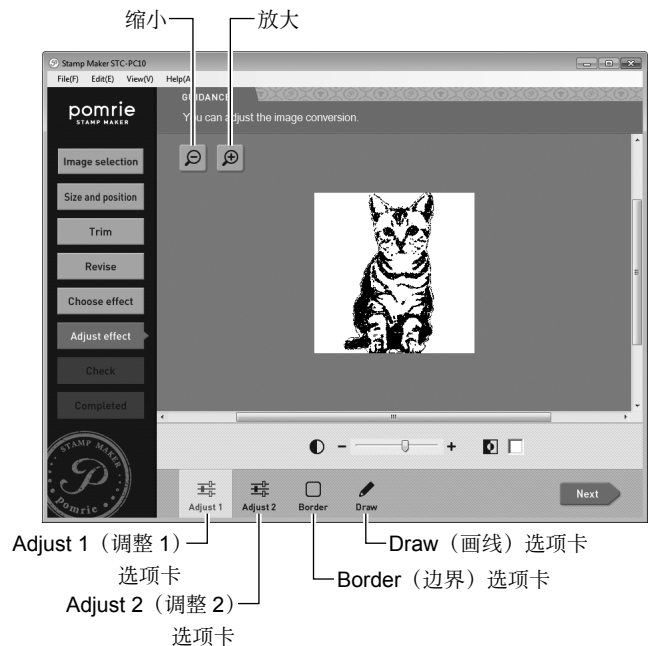 缩小
放大
Stamp Maker STC-PC10
File(F) Edit(E) View(V) Help(A)
pomrie
STAMP MAKER
GUIDANCE
You can adjust the image conversion.
Image selection
Size and position
Trim
Revise
Choose effect
Adjust effect
Check
Completed
STAMP MAKER
P
Pomrie
Adjust 1
Adjust 2
Border
Draw
Next
Adjust 1（调整 1）
选项卡
Draw（画线）选项卡
Border（边界）选项卡
Adjust 2（调整 2）
选项卡